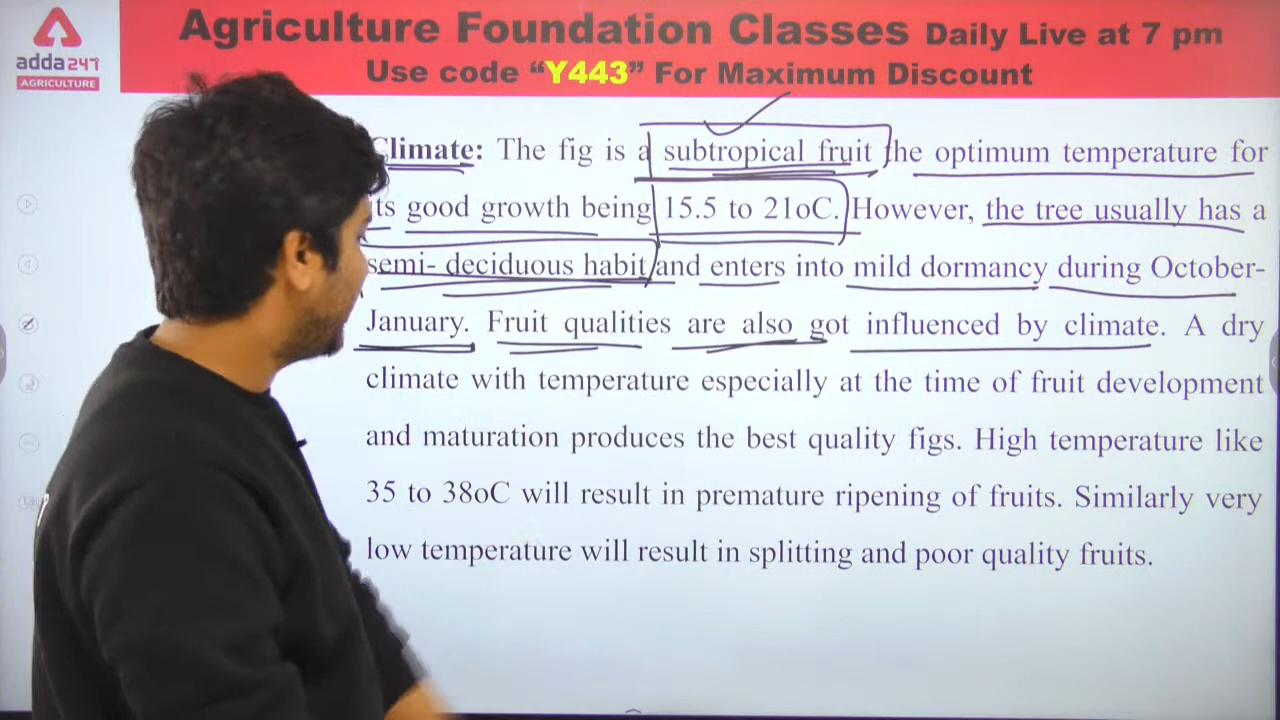 Agriculture Foundation Classes Daily Live at 7 pm
adda247
AGRICULTURE
Use code “Y443” For Maximum Discount
Climate: The fig is a subtropical fruit the optimum temperature for
its good growth being 15.5 to 21oC. However, the tree usually has a
semi- deciduous habit and enters into mild dormancy during October-
January. Fruit qualities are also got influenced by climate. A dry
climate with temperature especially at the time of fruit development
and maturation produces the best quality figs. High temperature like
35 to 38oC will result in premature ripening of fruits. Similarly very
low temperature will result in splitting and poor quality fruits.